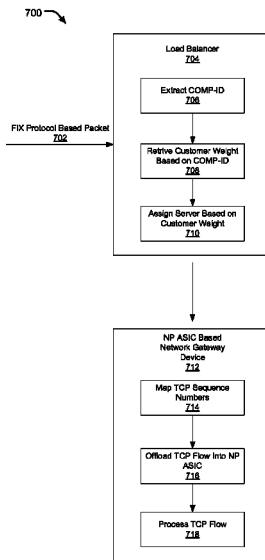 700
Load Balancer
704
Extract COMP-ID
706
FIX Protocol Based Packet
702
Retrive Customer Weight
Based on COMP-ID
708
Assign Server Based on
Customer Weight
710
NP ASIC Based
Network Gateway
Device
712
Map TCP Sequence
Numbers
714
Offload TCP Flow Into NP
ASIC
716
Process TCP Flow
718